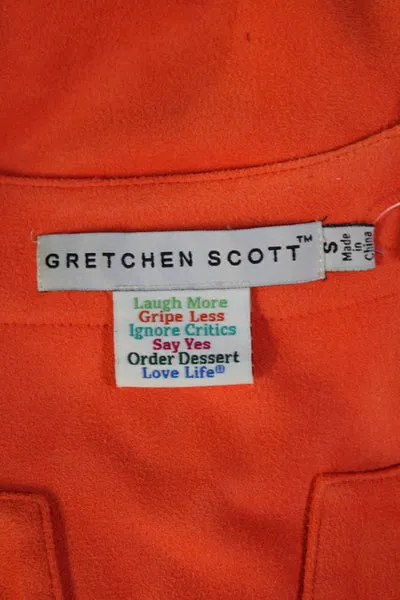 GRETCHEN SCOTT™
S
Made
in
China
Laugh More
Gripe Less
Ignore Critics
Say Yes
Order Dessert
Love Life®